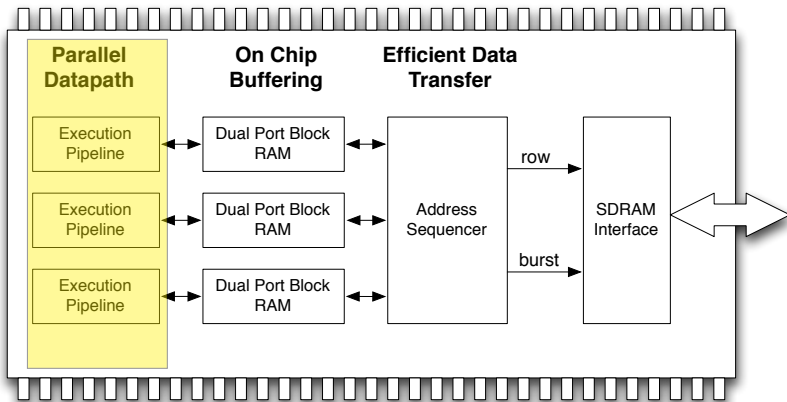 Parallel
Datapath
On Chip
Buffering
Efficient Data
Transfer
Execution
Pipeline
Dual Port Block
RAM
Execution
Pipeline
Dual Port Block
RAM
Execution
Pipeline
Dual Port Block
RAM
Address
Sequencer
row
burst
SDRAM
Interface